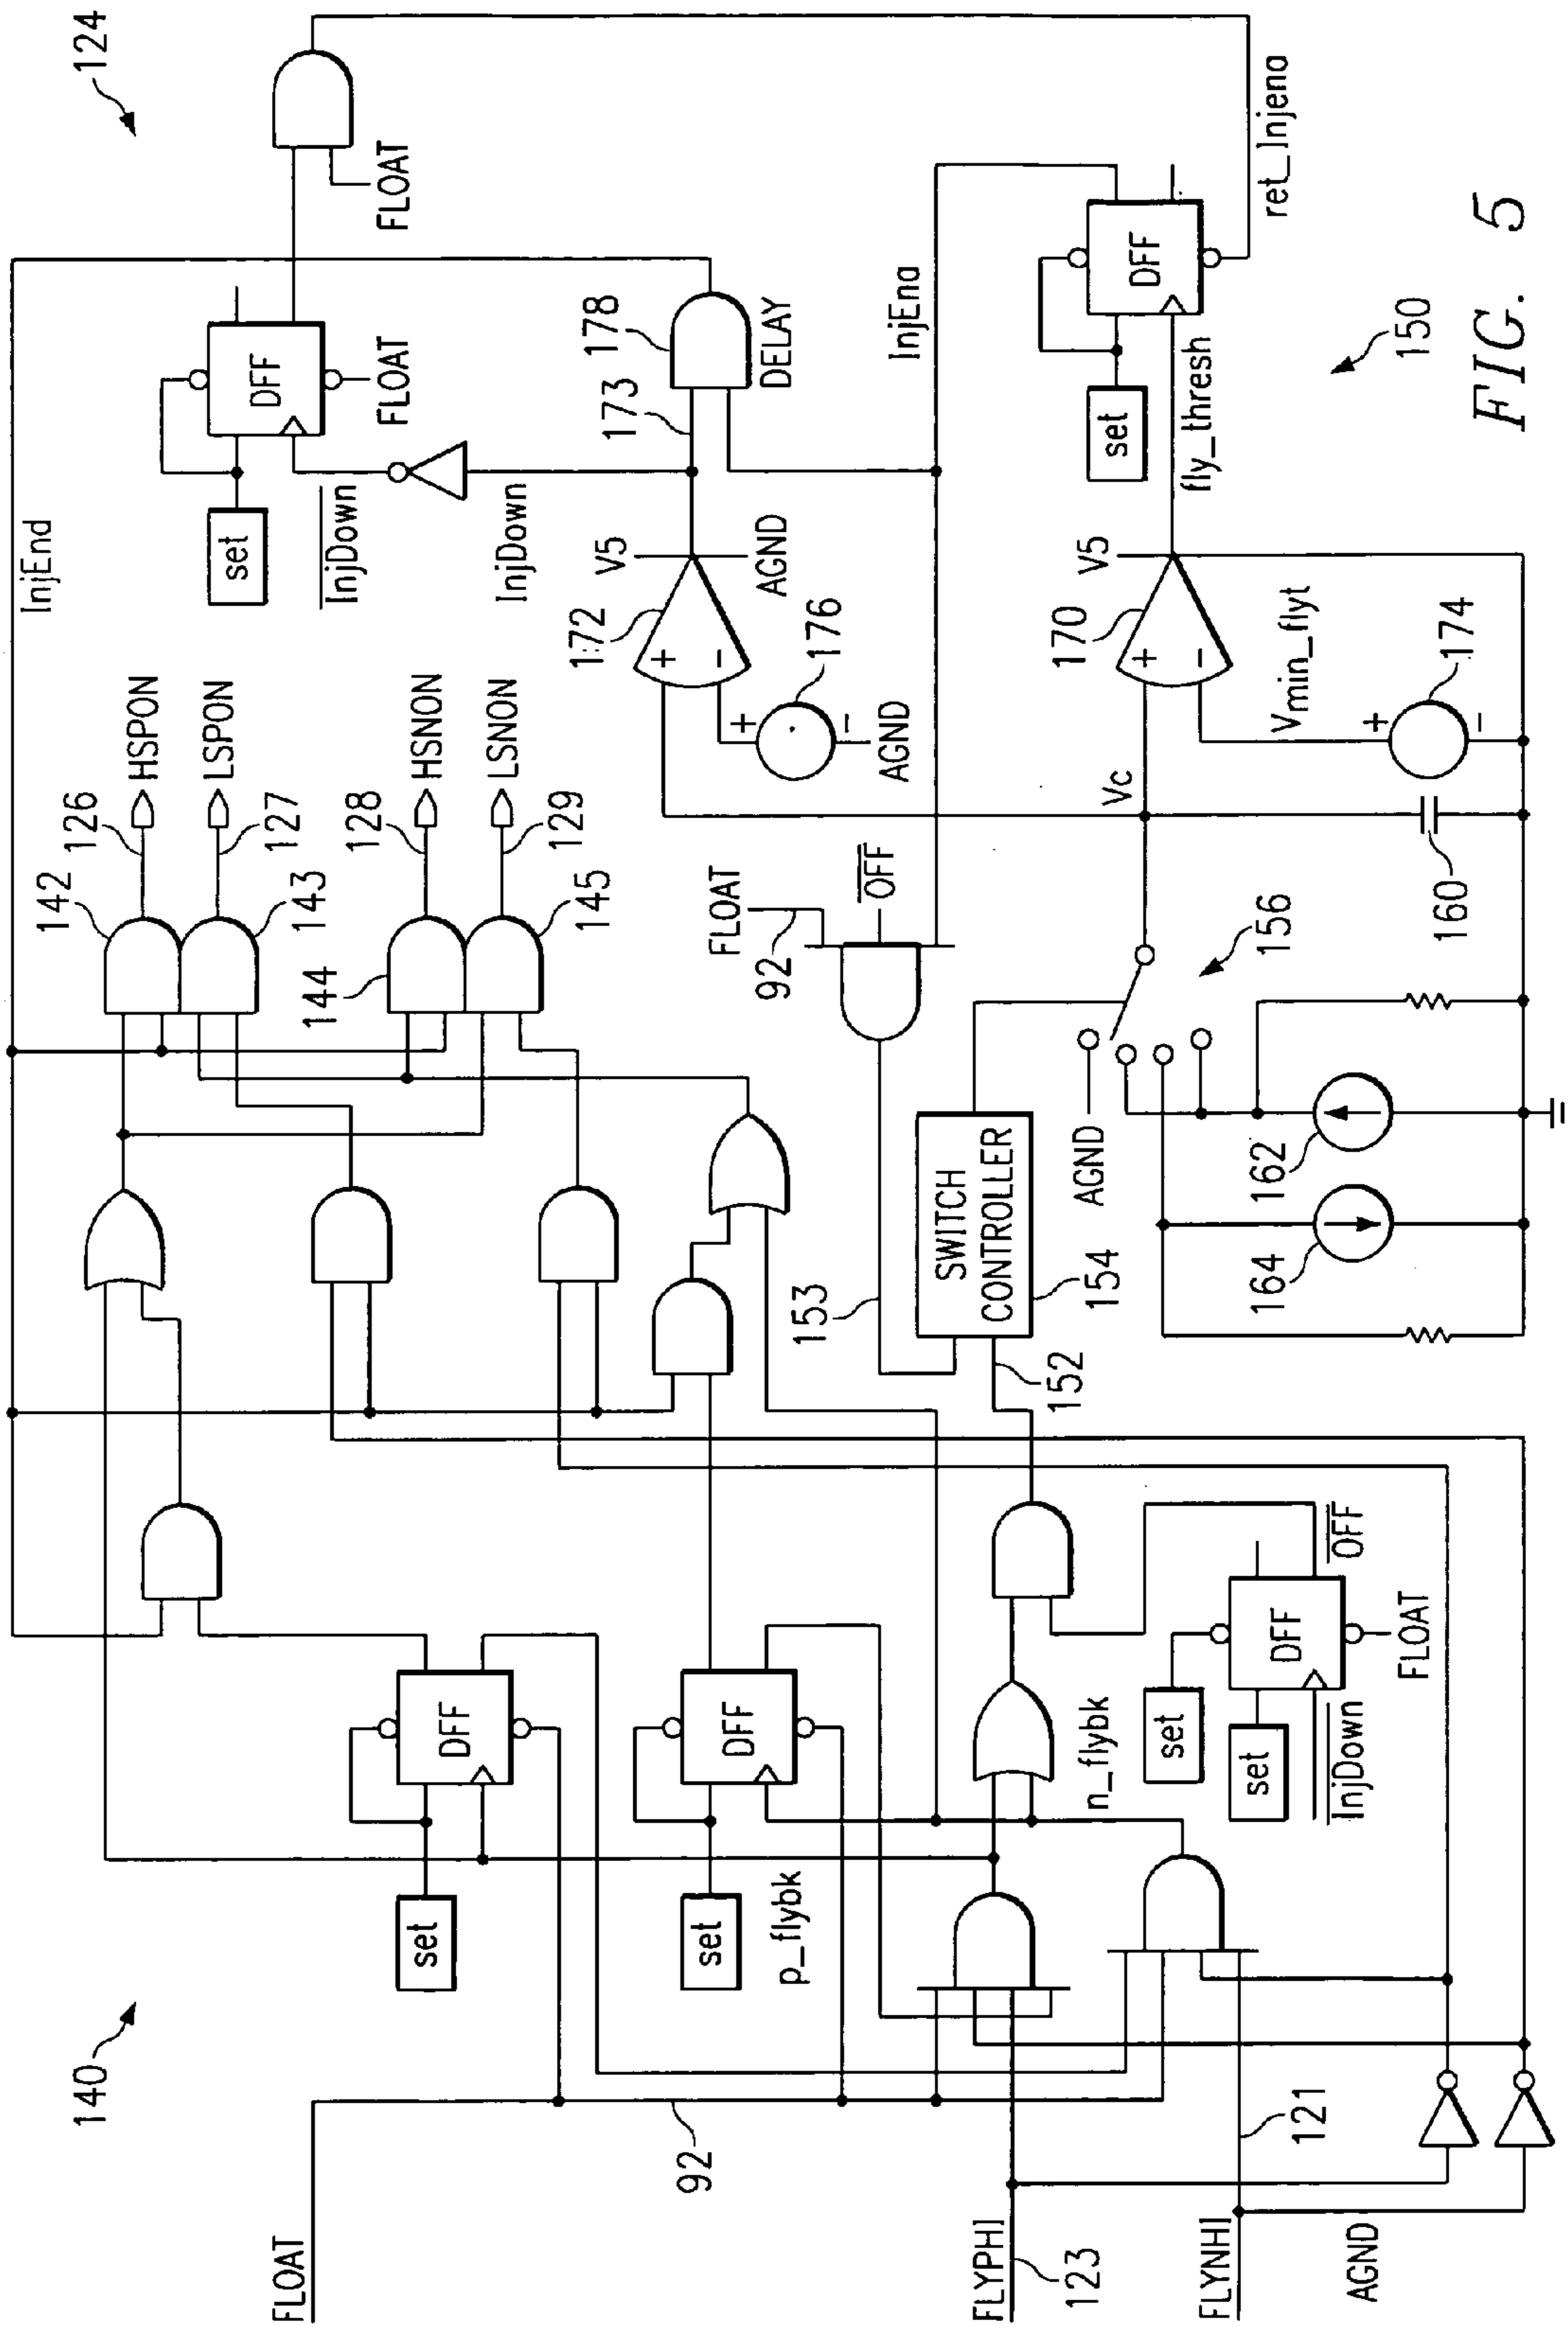 140
124
InjEnd
142
126
HSPON
143
127
LSPON
144
128
HSNON
145
129
LSNON
set
DFF
FLOAT
FLOAT
InjDown
InjDown
172
V5
AGND
173
178
DELAY
176
+
-
+
-
AGND
FLOAT
92
OFF
InjEna
set
DFF
fly_thresh
ret_Injena
Vc
170
V5
+
-
Vmin_flyt
174
+
-
160
156
AGND
SWITCH
CONTROLLER
153
154
152
162
164
set
DFF
set
DFF
p_flybk
n_flybk
set
set
DFF
OFF
InjDown
FLOAT
FLOAT
92
FLYPHI
123
FLYNHI
121
AGND
150
FIG. 5